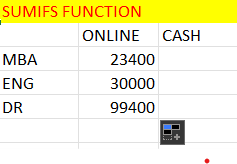 SUMIFS FUNCTION
ONLINE CASH
MBA 23400
ENG 30000
DR 99400